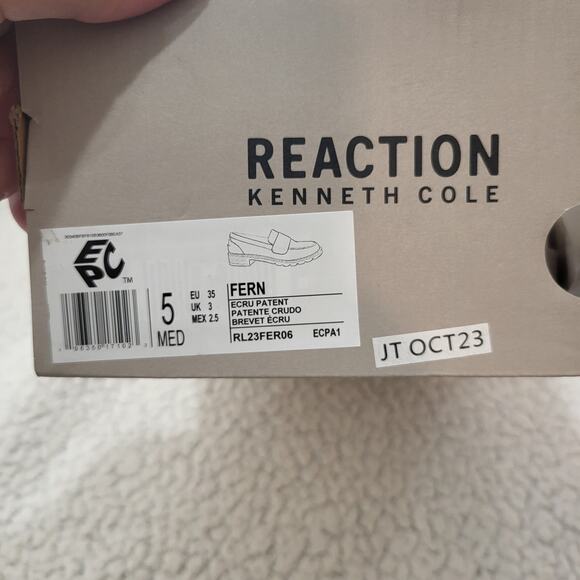 REACTION
KENNETH COLE
EPC
TM
5
MED
EU 35
UK 3
MEX 2.5
FERN
ECRU PATENT
PATENTE CRUDO
BREVET ÉCRU
RL23FER06 ECPA1
JT OCT23